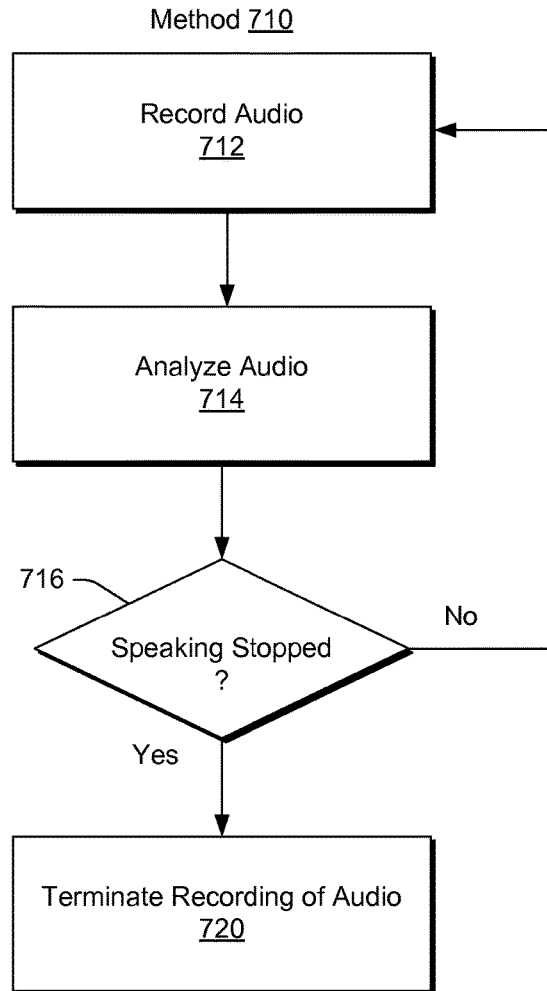 Method 710
Record Audio
712
Analyze Audio
714
716
Speaking Stopped
?
No
Yes
Terminate Recording of Audio
720